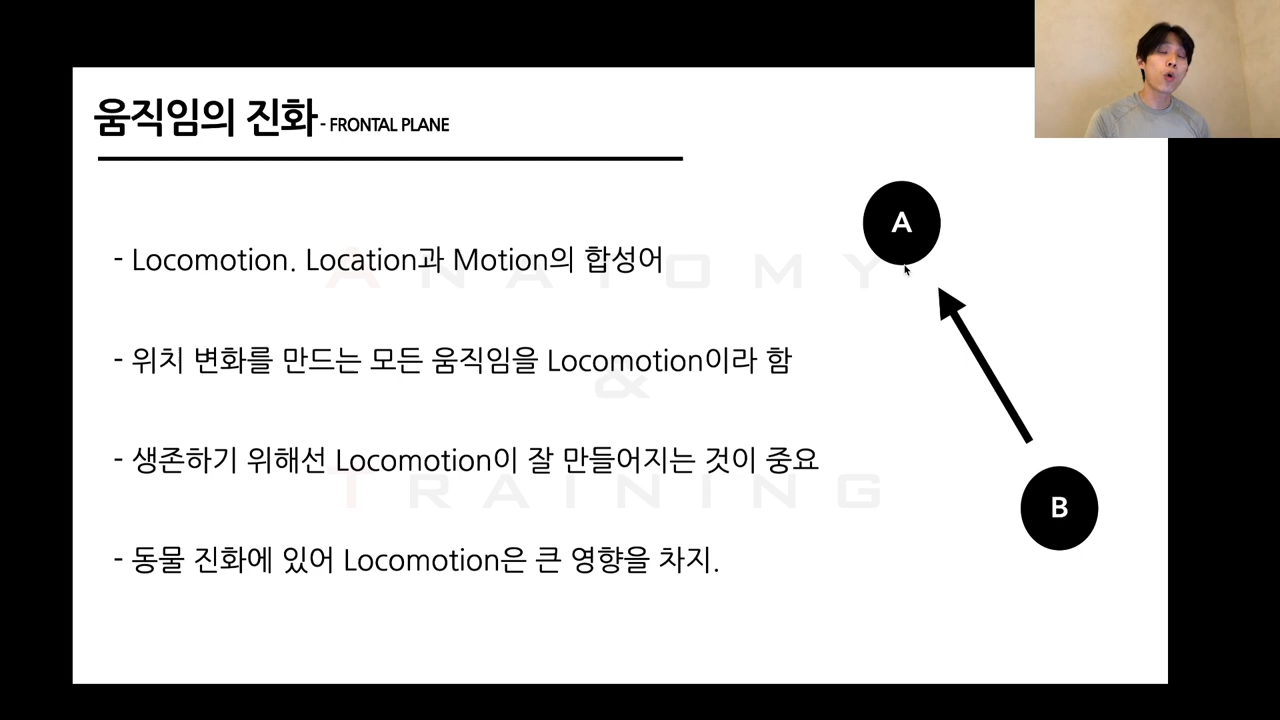 움직임의 진화 - FRONTAL PLANE
- Locomotion. Location과 Motion의 합성어
- 위치 변화를 만드는 모든 움직임을 Locomotion이라 함
- 생존하기 위해선 Locomotion이 잘 만들어지는 것이 중요
- 동물 진화에 있어 Locomotion은 큰 영향을 차지.
A
B
ANATOMY
&
TRAINING